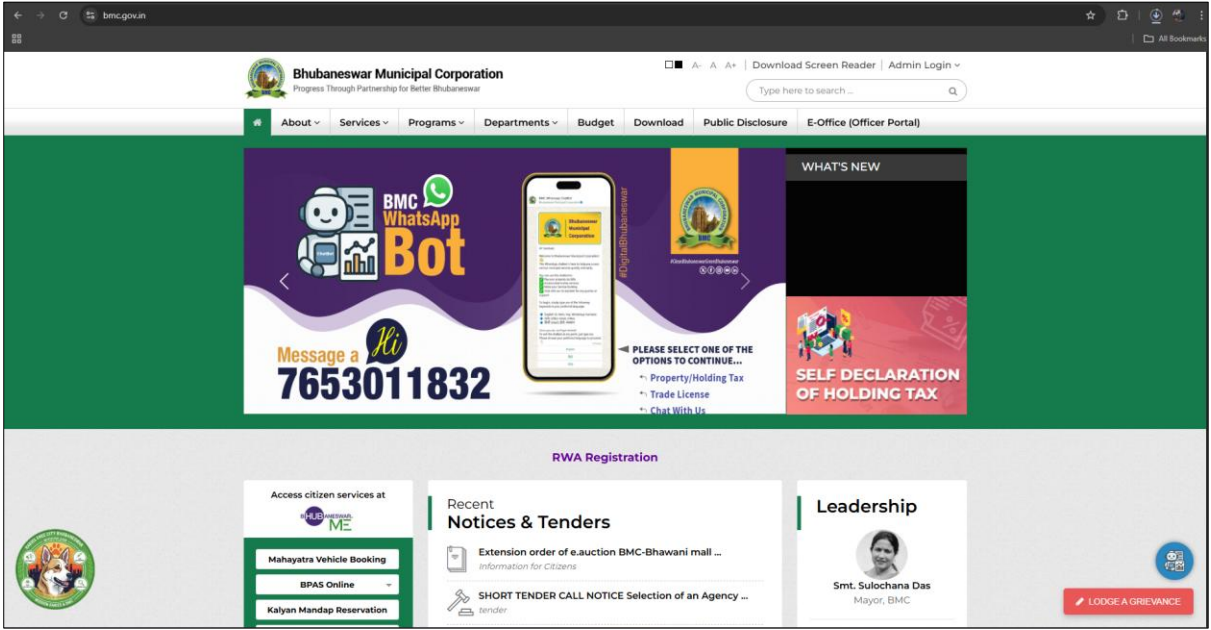 bmc.gov.in
All Bookmarks
Bhubaneswar Municipal Corporation
Progress Through Partnership for Better Bhubaneswar
A- A A+ | Download Screen Reader | Admin Login
Type here to search ...
About Services Programs Departments Budget Download Public Disclosure E-Office (Officer Portal)
BMC
WhatsApp
Bot
Message a Hi
7653011832
#DigitalBhubaneswar
Bhubaneswar
Municipal
Corporation
BMC
PLEASE SELECT ONE OF THE
OPTIONS TO CONTINUE...
Property/Holding Tax
Trade License
Chat With Us
WHAT'S NEW
SELF DECLARATION
OF HOLDING TAX
RWA Registration
Access citizen services at
BHUBANESWAR.
ME
Mahayatra Vehicle Booking
BPAS Online
Kalyan Mandap Reservation
Recent
Notices & Tenders
Extension order of e.auction BMC-Bhawani mall ...
Information for Citizens
SHORT TENDER CALL NOTICE Selection of an Agency ...
tender
Leadership
Smt. Sulochana Das
Mayor, BMC
LODGE A GRIEVANCE